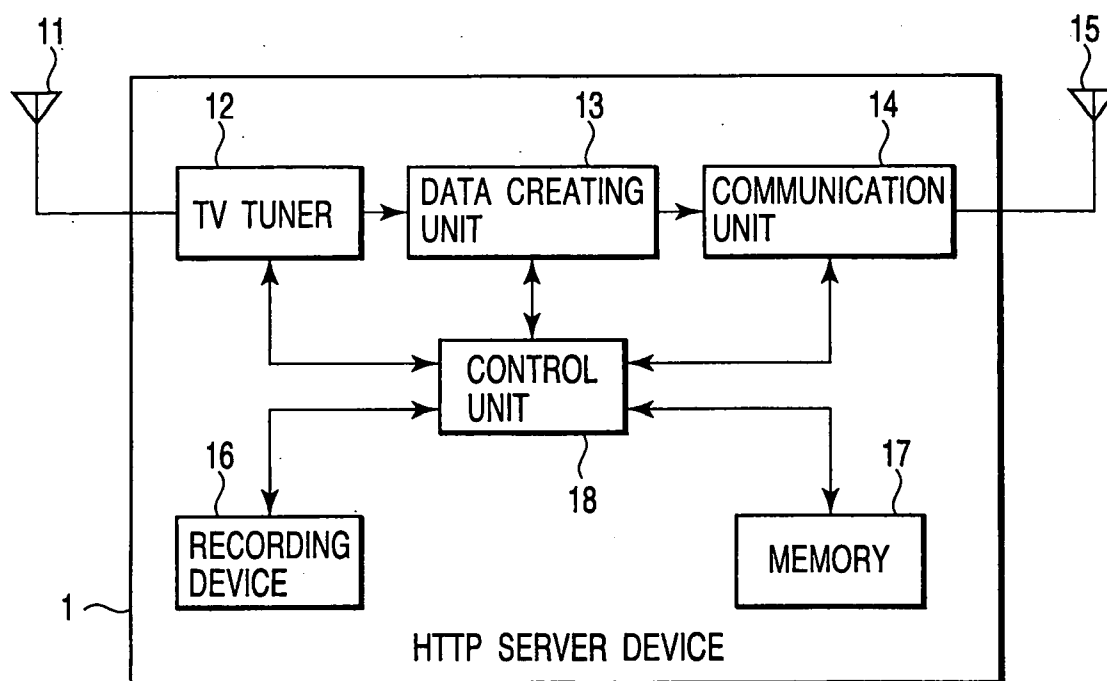 11
15
12
13
14
TV TUNER
DATA CREATING
UNIT
COMMUNICATION
UNIT
CONTROL
UNIT
16
18
17
RECORDING
DEVICE
MEMORY
1
HTTP SERVER DEVICE